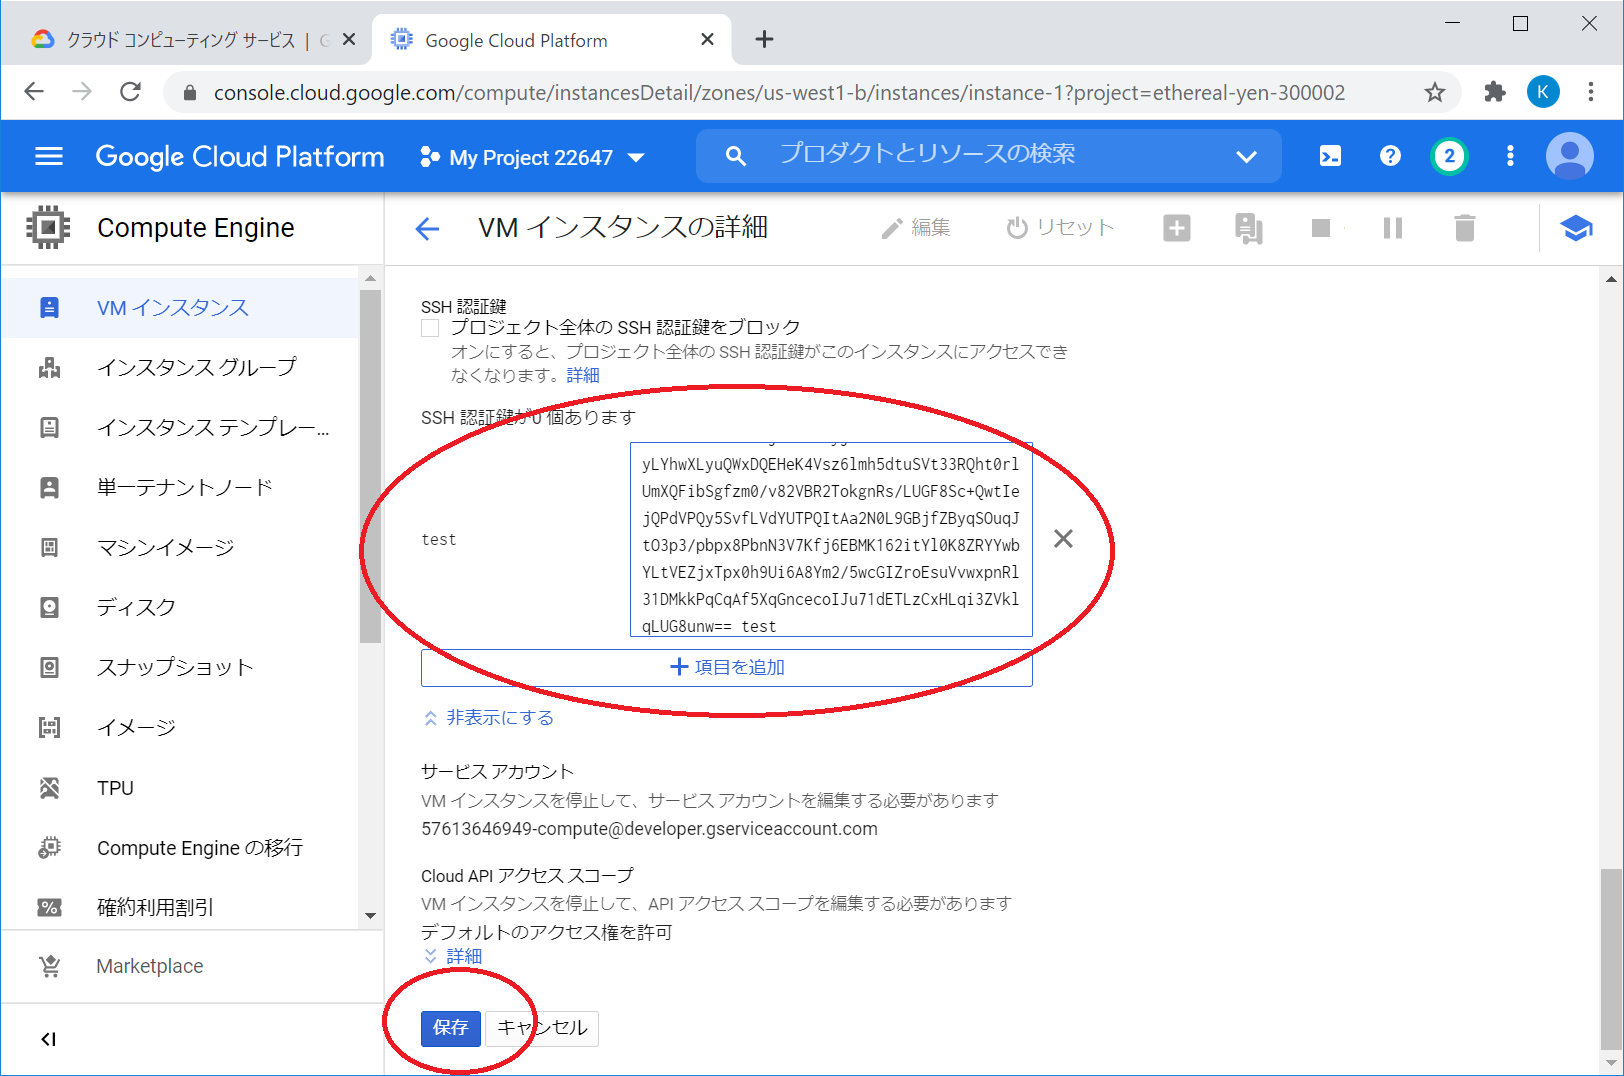 クラウド コンピューティング サービス | G
Google Cloud Platform
console.cloud.google.com/compute/instancesDetail/zones/us-west1-b/instances/instance-1?project=ethereal-yen-300002
K
Google Cloud Platform
My Project 22647
プロダクトとリソースの検索
2
Compute Engine
VM インスタンスの詳細
編集
リセット
VM インスタンス
インスタンス グループ
インスタンス テンプレー...
単一テナントノード
マシンイメージ
ディスク
スナップショット
イメージ
TPU
Compute Engine の移行
確約利用割引
Marketplace
SSH 認証鍵
プロジェクト全体の SSH 認証鍵をブロック
オンにすると、プロジェクト全体の SSH 認証鍵がこのインスタンスにアクセスでき
なくなります。詳細
SSH 認証鍵が0 個あります
test
yLYhwXLyuQWxDQEHeK4Vsz6lmh5dtuSVt33RQht0rl
UmXQFibSgfzm0/v82VBR2TokgnRs/LUGF8Sc+QwtIe
jQPdVPQy5SvfLVdYUTPQItAa2N0L9GBjfZByqSOuqJ
tO3p3/pbpx8PbnN3V7Kfj6EBMK162itYl0K8ZRYYwb
YLtVEZjxTpx0h9Ui6A8Ym2/5wcGIZroEsuVvwxpnRl
31DMkkPqCqAf5XqGncecoIJu71dETLzCxHLqi3ZVkl
qLUG8unw== test
+ 項目を追加
非表示にする
サービス アカウント
VM インスタンスを停止して、サービス アカウントを編集する必要があります
57613646949-compute@developer.gserviceaccount.com
Cloud API アクセス スコープ
VM インスタンスを停止して、API アクセス スコープを編集する必要があります
デフォルトのアクセス権を許可
詳細
保存
キャンセル